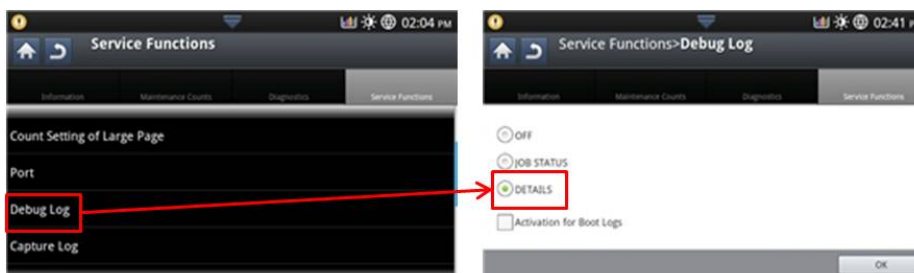 02:04 PM
Service Functions
Information Maintenance Counts Diagnostics Service Functions
Count Setting of Large Page
Port
Debug Log
Capture Log
02:41 P
Service Functions>Debug Log
Information Maintenance Counts Diagnostics Service Functions
OFF
JOB STATUS
DETAILS
Activation for Boot Logs
OK